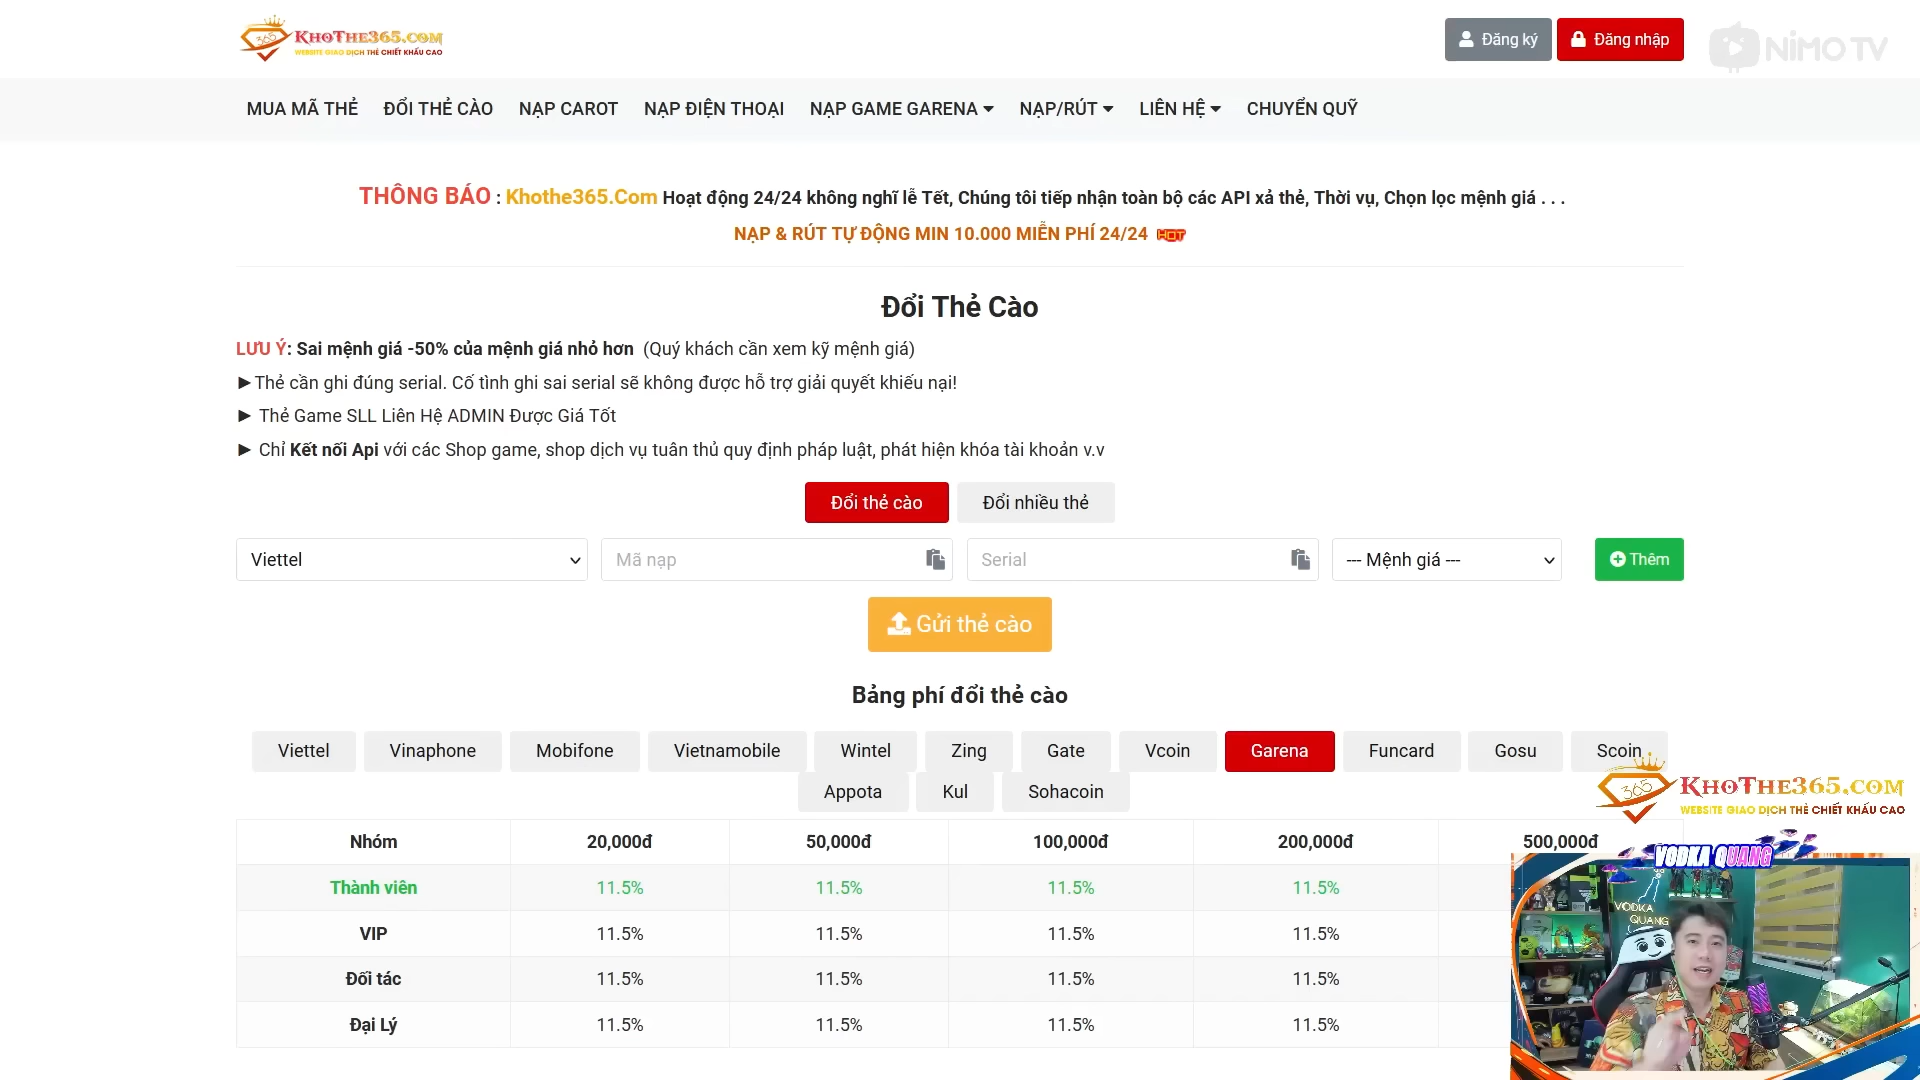 365 KHOTHE365.COM
WEBSITE GIAO DỊCH THẺ CHIẾT KHẤU CAO
Đăng ký
Đăng nhập
NIMO TV
MUA MÃ THẺ
ĐỔI THẺ CÀO
NẠP CAROT
NẠP ĐIỆN THOẠI
NẠP GAME GARENA
NẠP/RÚT
LIÊN HỆ
CHUYỂN QUỸ
THÔNG BÁO : Khothe365.Com Hoạt động 24/24 không nghĩ lễ Tết, Chúng tôi tiếp nhận toàn bộ các API xả thẻ, Thời vụ, Chọn lọc mệnh giá . . .
NẠP & RÚT TỰ ĐỘNG MIN 10.000 MIỄN PHÍ 24/24 HOT
Đổi Thẻ Cào
LƯU Ý: Sai mệnh giá -50% của mệnh giá nhỏ hơn (Quý khách cần xem kỹ mệnh giá)
►Thẻ cần ghi đúng serial. Cố tình ghi sai serial sẽ không được hỗ trợ giải quyết khiếu nại!
► Thẻ Game SLL Liên Hệ ADMIN Được Giá Tốt
► Chỉ Kết nối Api với các Shop game, shop dịch vụ tuân thủ quy định pháp luật, phát hiện khóa tài khoản v.v
Đổi thẻ cào
Đổi nhiều thẻ
Viettel
Mã nạp
Serial
--- Mệnh giá ---
Thêm
Gửi thẻ cào
Bảng phí đổi thẻ cào
Viettel Vinaphone Mobifone Vietnamobile Wintel Zing Gate Vcoin Garena Funcard Gosu Scoin
Appota Kul Sohacoin
365 KHOTHE365.COM
WEBSITE GIAO DỊCH THẺ CHIẾT KHẤU CAO
Nhóm 20,000đ 50,000đ 100,000đ 200,000đ 500,000đ
Thành viên 11.5% 11.5% 11.5% 11.5%
VIP 11.5% 11.5% 11.5% 11.5%
Đối tác 11.5% 11.5% 11.5% 11.5%
Đại Lý 11.5% 11.5% 11.5% 11.5%
VODKA QUANG
VODKA
QUANG